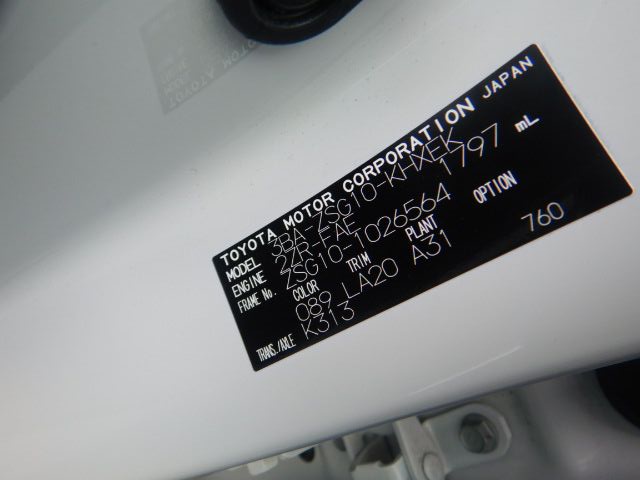 TOYOTA MOTOR CORPORATION JAPAN
MODEL 3BA-ZSG10-KHXEK
ENGINE 2ZR-FAE 1797 mL
FRAME No. ZSG10-1026564
COLOR TRIM PLANT OPTION
089 LA20 A31 760
TRANS./AXLE K313